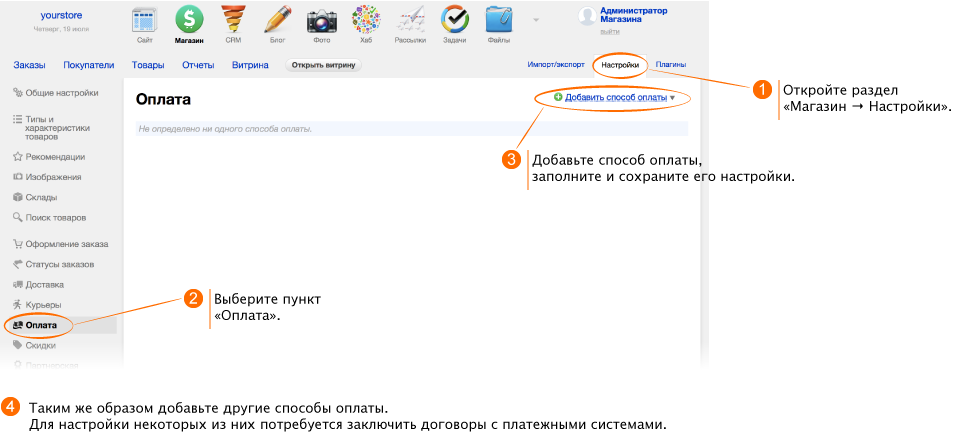 yourstore
Четверг, 18 июля
Сайт
Магазин
CRM
Блог
Фото
Хаб
Рассылки
Задачи
Файлы
Администратор
Магазина
выйти
Заказы
Покупатели
Товары
Отчеты
Витрина
Открыть витрину
Импорт/экспорт
Настройки
Плагины
Общие настройки
Типы и
характеристики
товаров
Рекомендации
Изображения
Склады
Поиск товаров
Оформление заказа
Статусы заказов
Доставка
Курьеры
Оплата
Скидки
Партнерская
Оплата
Добавить способ оплаты
Не определено ни одного способа оплаты.
1 Откройте раздел
«Магазин → Настройки».
3 Добавьте способ оплаты,
заполните и сохраните его настройки.
2 Выберите пункт
«Оплата».
4 Таким же образом добавьте другие способы оплаты.
Для настройки некоторых из них потребуется заключить договоры с платежными системами.